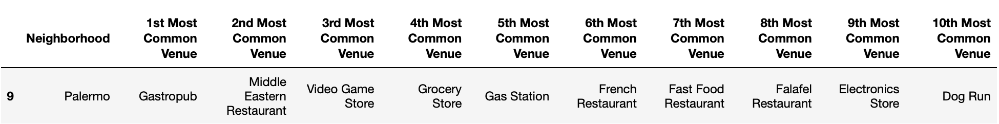 Neighborhood 1st Most Common Venue 2nd Most Common Venue 3rd Most Common Venue 4th Most Common Venue 5th Most Common Venue 6th Most Common Venue 7th Most Common Venue 8th Most Common Venue 9th Most Common Venue 10th Most Common Venue
9 Palermo Gastropub Middle Eastern Restaurant Video Game Store Grocery Store Gas Station French Restaurant Fast Food Restaurant Falafel Restaurant Electronics Store Dog Run